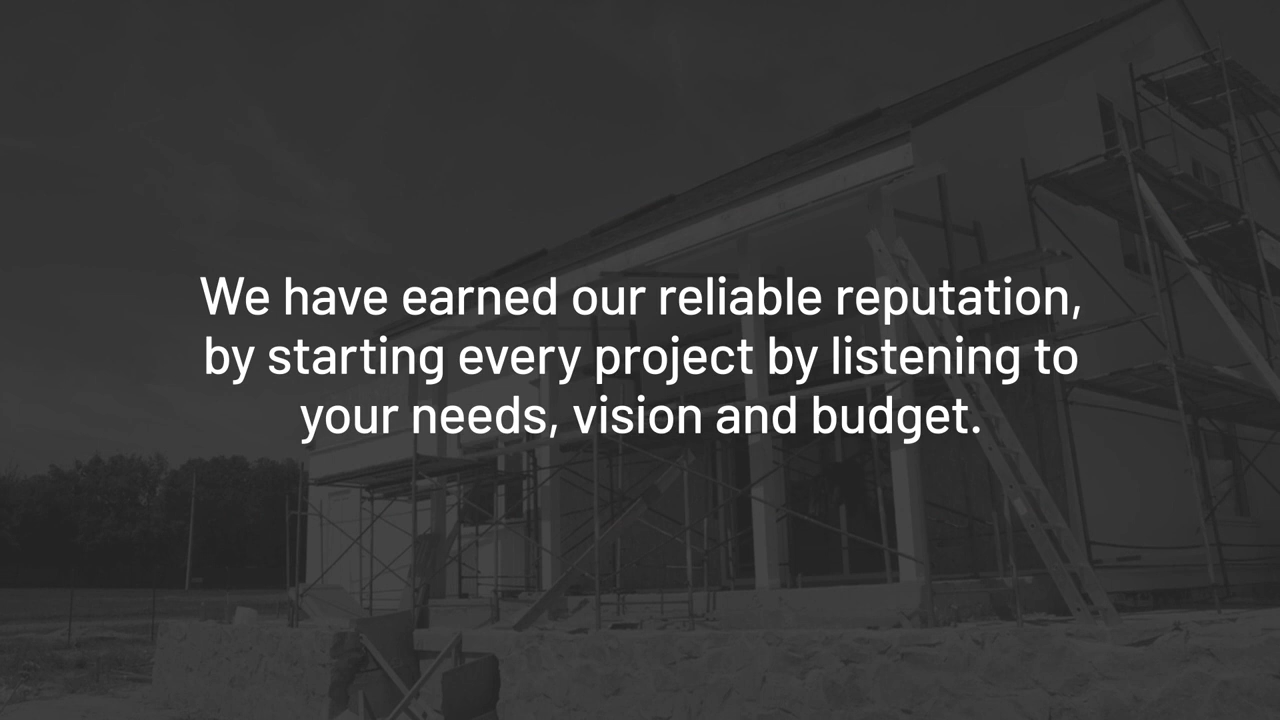 We have earned our reliable reputation,
by starting every project by listening to
your needs, vision and budget.